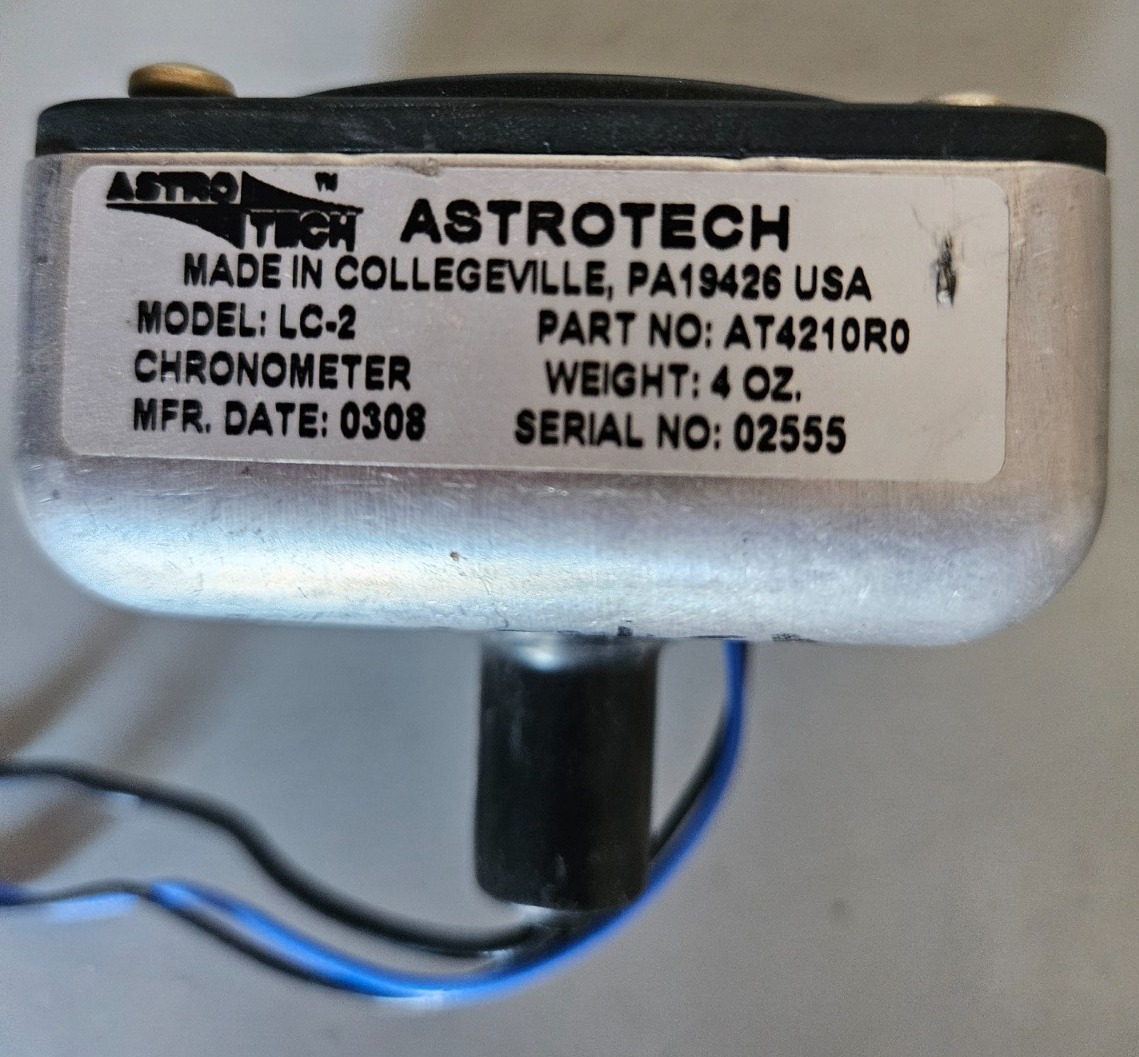 ASTRO TECH ™ ASTROTECH
MADE IN COLLEGEVILLE, PA19426 USA
MODEL: LC-2 PART NO: AT4210R0
CHRONOMETER WEIGHT: 4 OZ.
MFR. DATE: 0308 SERIAL NO: 02555